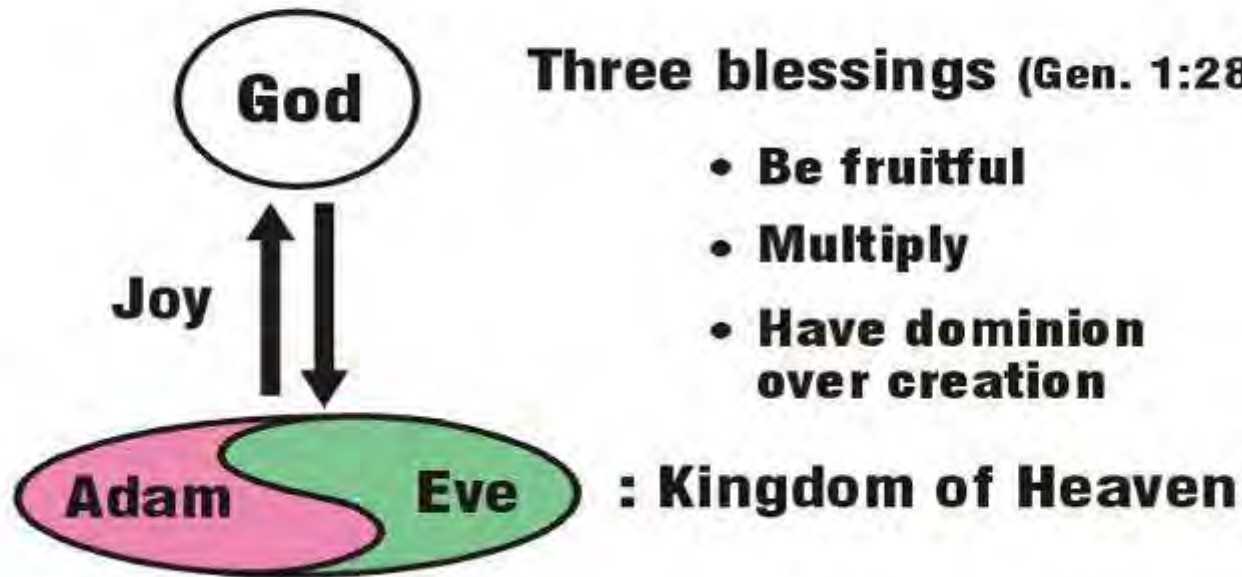 God
Three blessings (Gen. 1:28
• Be fruitful
• Multiply
Joy
• Have dominion
over creation
Adam
Eve
: Kingdom of Heaven